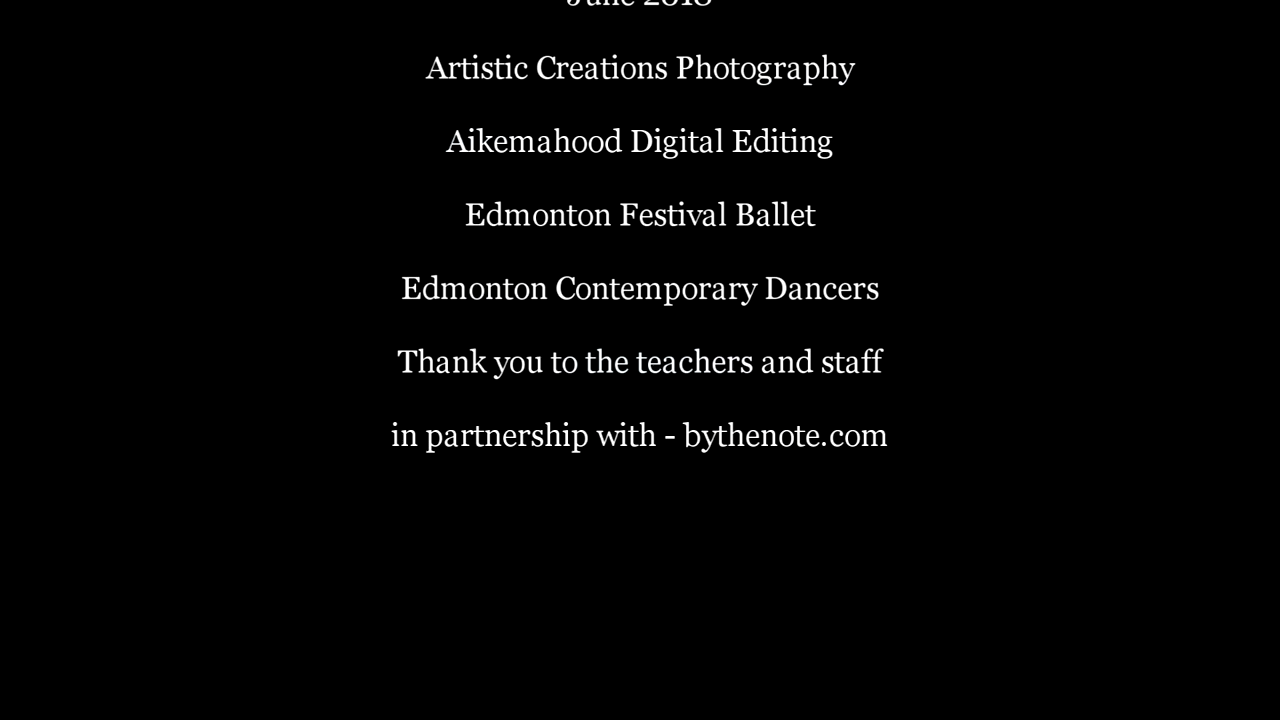 Artistic Creations Photography
Aikemahood Digital Editing
Edmonton Festival Ballet
Edmonton Contemporary Dancers
Thank you to the teachers and staff
in partnership with - bythenote.com